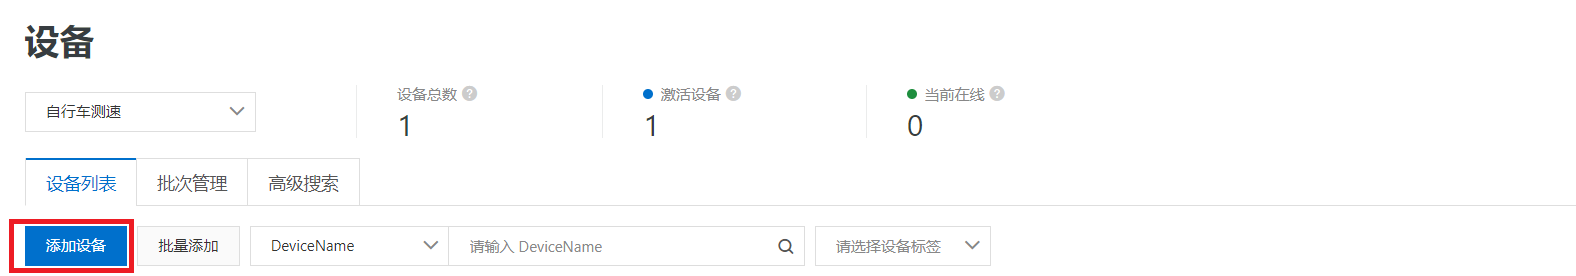 设备
自行车测速
设备总数 ?
1
激活设备 ?
1
当前在线 ?
0
设备列表 批次管理 高级搜索
添加设备 批量添加 DeviceName 请输入 DeviceName 请选择设备标签